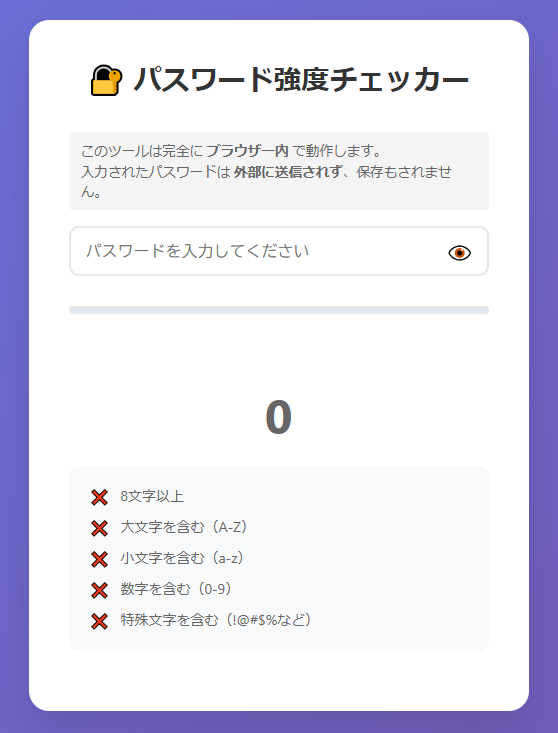 パスワード強度チェッカー
このツールは完全に ブラウザー内 で動作します。
入力されたパスワードは 外部に送信されず、保存もされませ
ん。
パスワードを入力してください
0
8文字以上
大文字を含む（A-Z）
小文字を含む（a-z）
数字を含む（0-9）
特殊文字を含む（!@#$%など）